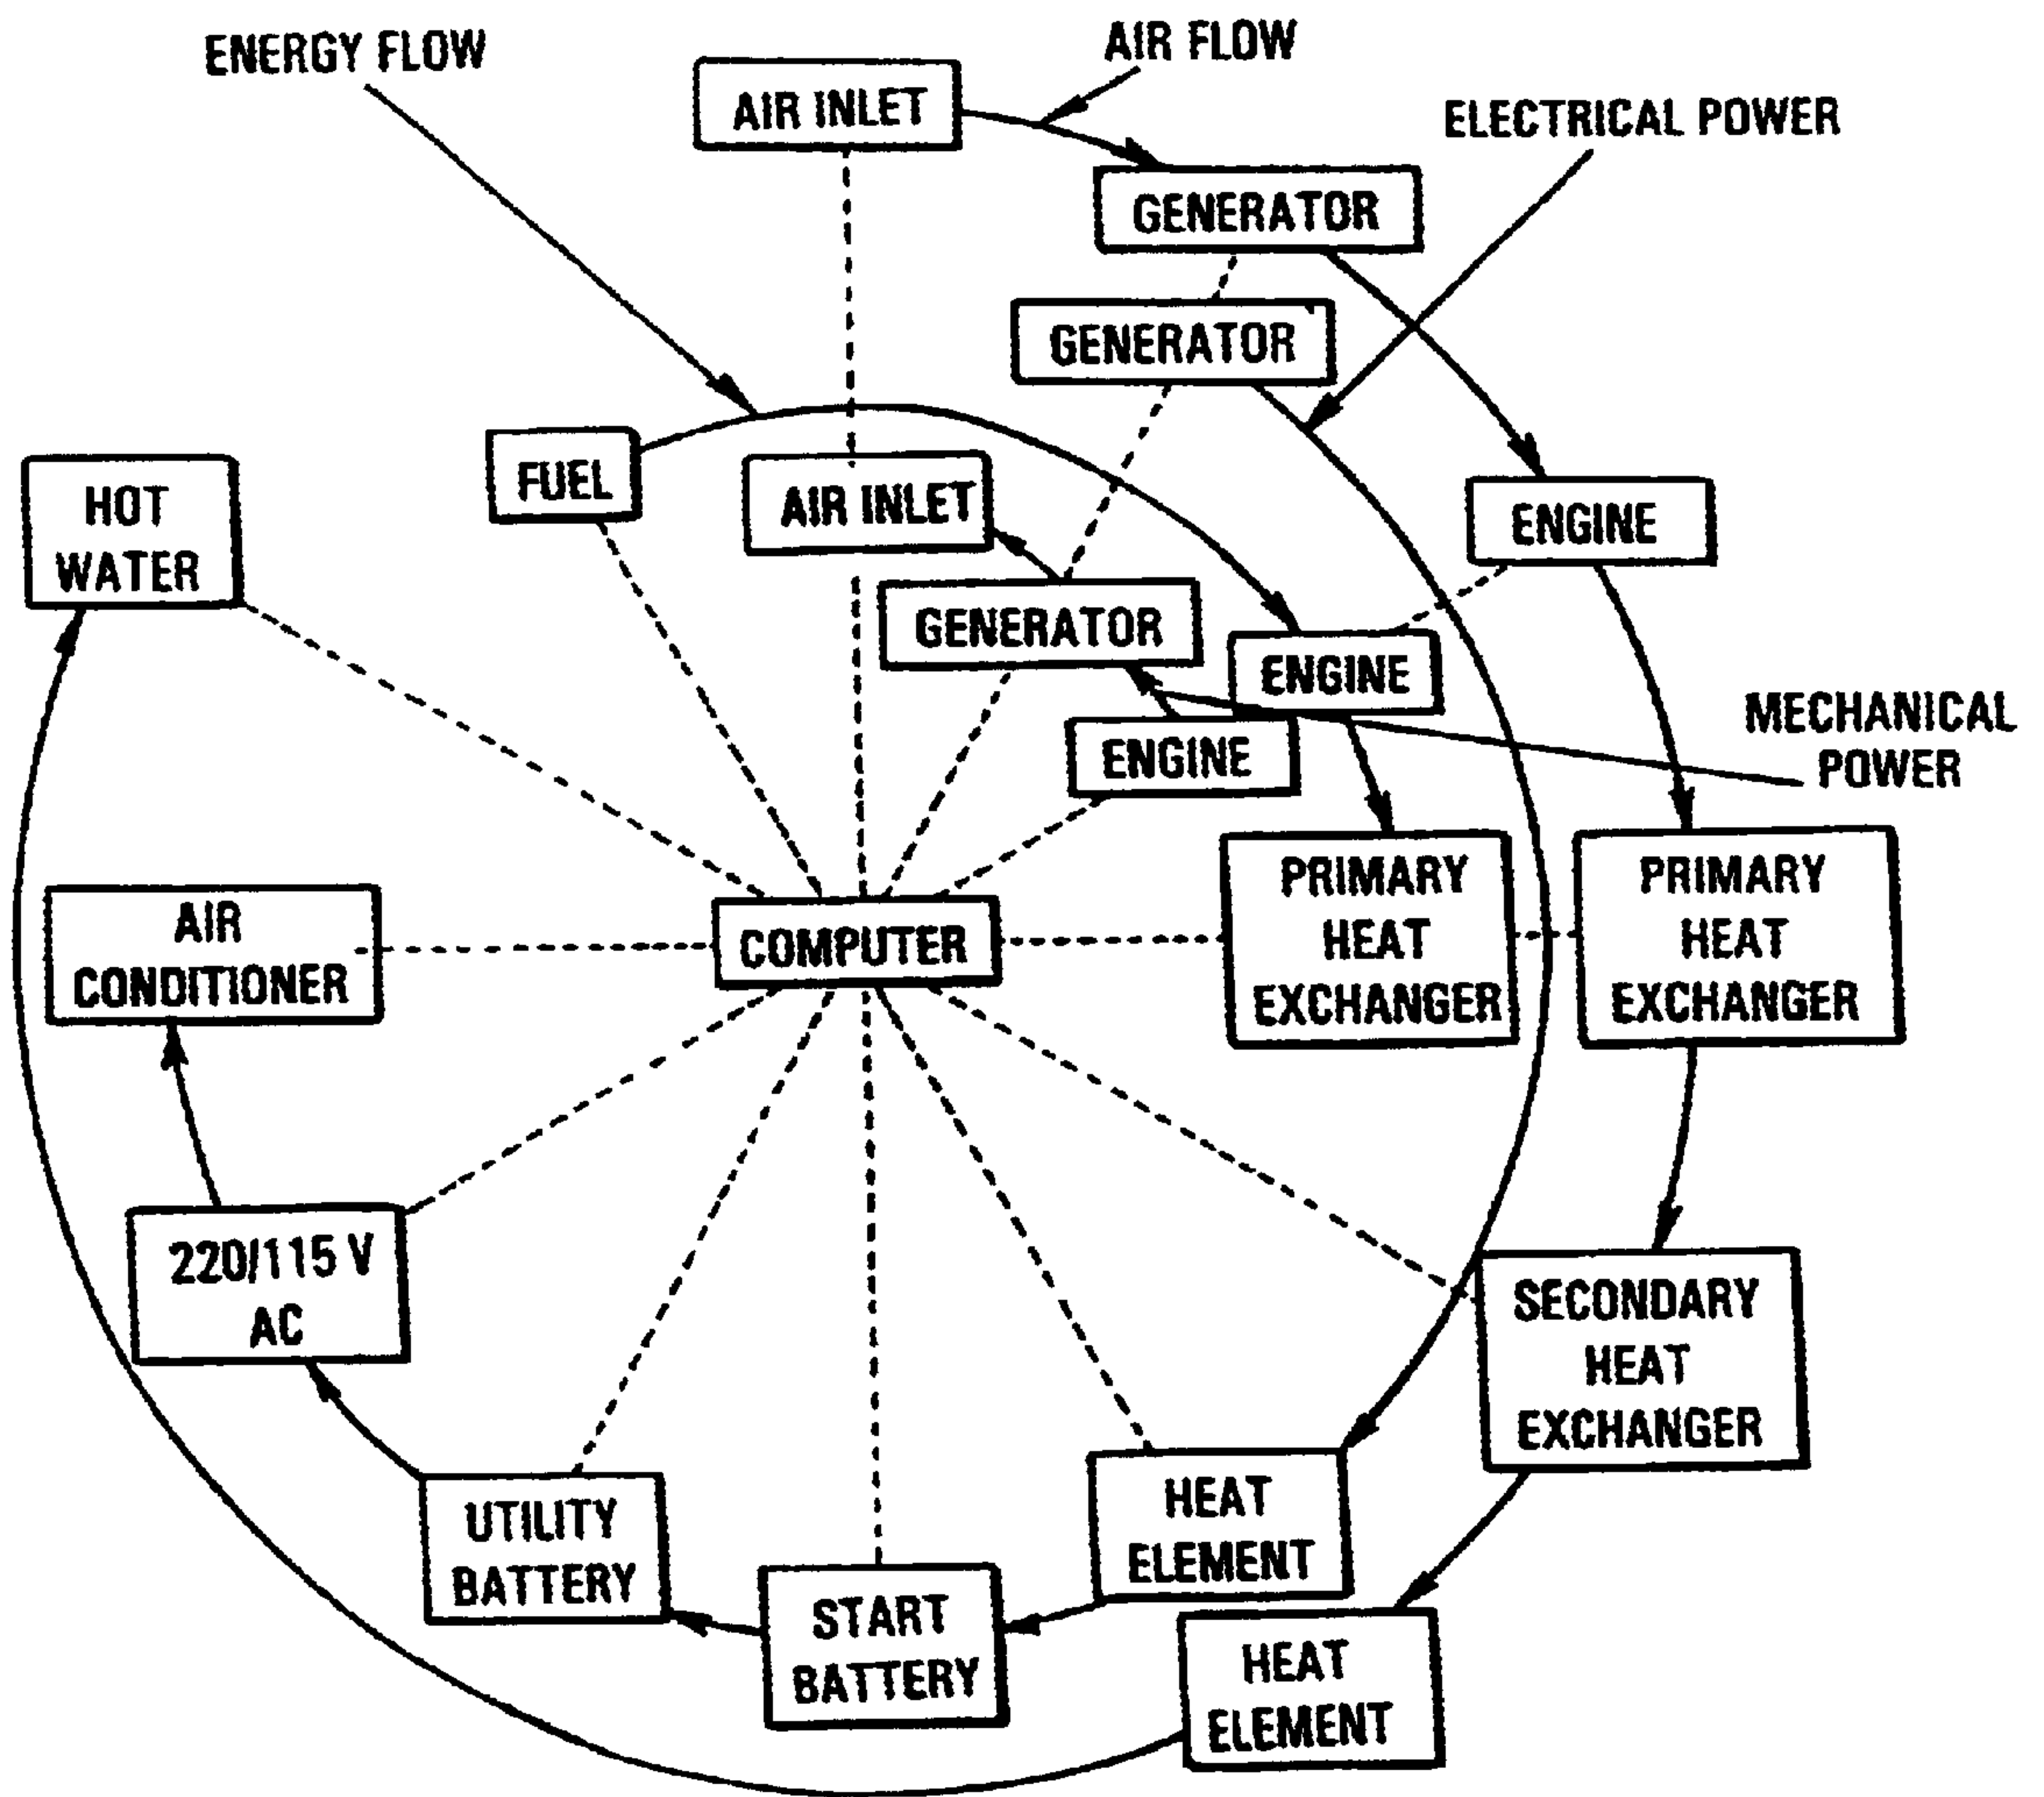 ENERGY FLOW
AIR FLOW
AIR INLET
ELECTRICAL POWER
GENERATOR
GENERATOR
FUEL
AIR INLET
HOT
WATER
ENGINE
GENERATOR
ENGINE
MECHANICAL
POWER
ENGINE
PRIMARY
HEAT
EXCHANGER
PRIMARY
HEAT
EXCHANGER
AIR
CONDITIONER
COMPUTER
220/115 V
AC
SECONDARY
HEAT
EXCHANGER
UTILITY
BATTERY
HEAT
ELEMENT
START
BATTERY
HEAT
ELEMENT